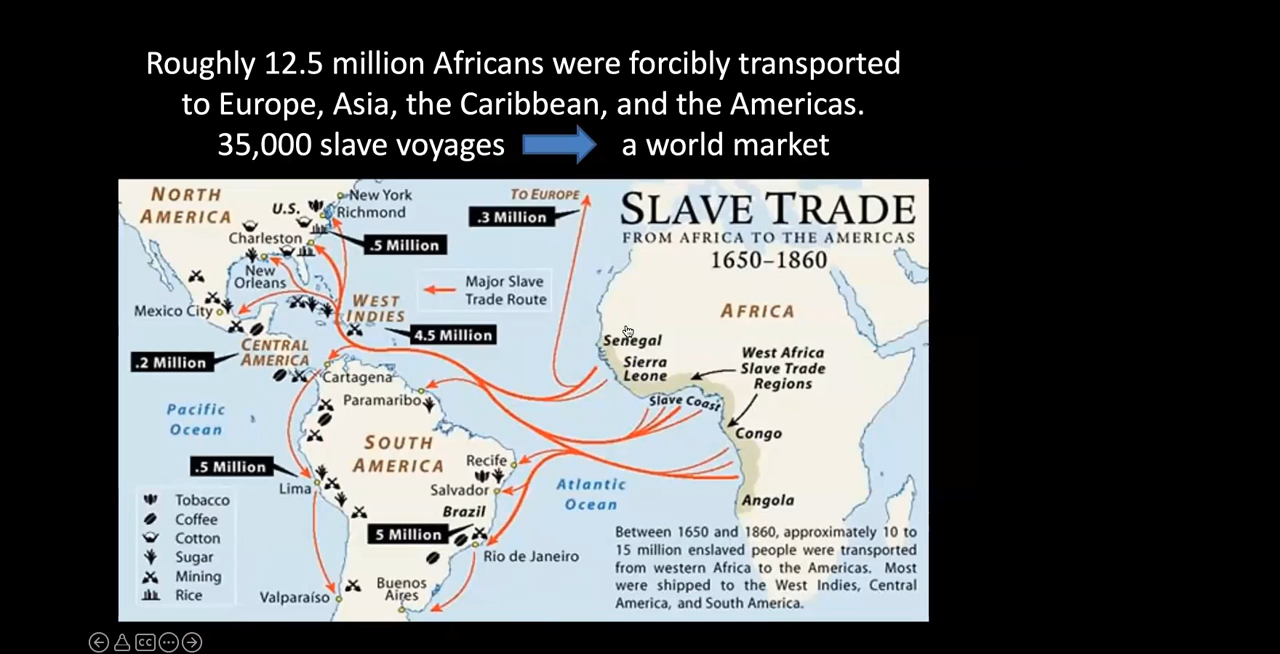 Roughly 12.5 million Africans were forcibly transported
to Europe, Asia, the Caribbean, and the Americas.
35,000 slave voyages a world market
SLAVE TRADE
FROM AFRICA TO THE AMERICAS
1650–1860
NORTH
AMERICA
U.S.
New York
Richmond
Charleston
.5 Million
New
Orleans
Mexico City
TO EUROPE
.3 Million
Major Slave
Trade Route
WEST
INDIES
4.5 Million
CENTRAL
AMERICA
.2 Million
Cartagena
Paramaribo
Pacific
Ocean
SOUTH
AMERICA
.5 Million
Lima
Recife
Salvador
Brazil
5 Million
Rio de Janeiro
Buenos
Aires
Valparaíso
Atlantic
Ocean
AFRICA
Senegal
Sierra
Leone
West Africa
Slave Trade
Regions
Slave Coast
Congo
Angola
Tobacco
Coffee
Cotton
Sugar
Mining
Rice
Between 1650 and 1860, approximately 10 to
15 million enslaved people were transported
from western Africa to the Americas. Most
were shipped to the West Indies, Central
America, and South America.
CC